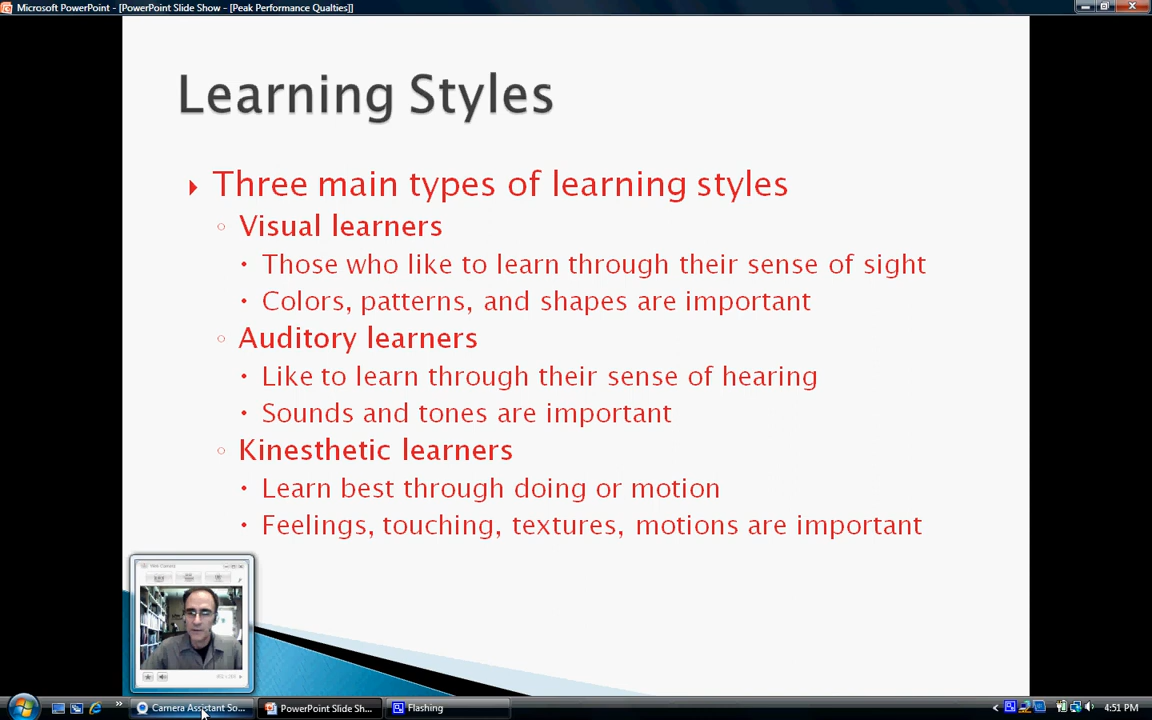 Microsoft PowerPoint - [PowerPoint Slide Show - [Peak Performance Qualties]]
Learning Styles
Three main types of learning styles
Visual learners
Those who like to learn through their sense of sight
Colors, patterns, and shapes are important
Auditory learners
Like to learn through their sense of hearing
Sounds and tones are important
Kinesthetic learners
Learn best through doing or motion
Feelings, touching, textures, motions are important
Camera Assistant So... PowerPoint Slide Sh... Flashing 4:51 PM